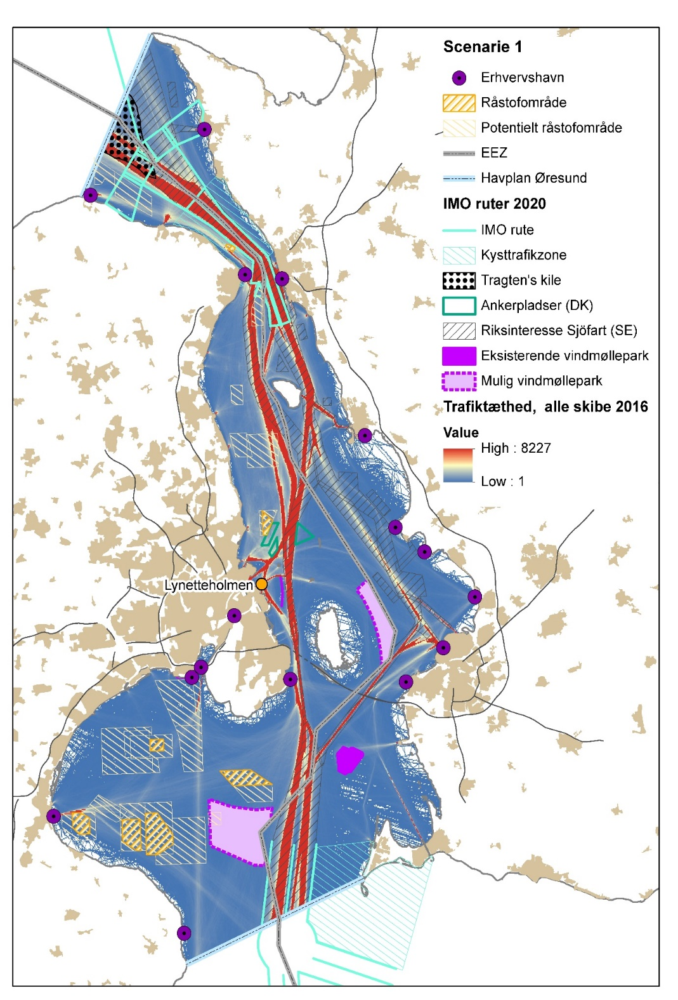 Scenarie 1
Erhvervshavn
Råstofområde
Potentielt råstofområde
EEZ
Havplan Øresund
IMO ruter 2020
IMO rute
Kysttrafikzone
Tragten's kile
Ankerpladser (DK)
Riksinteresse Sjöfart (SE)
Eksisterende vindmøllepark
Mulig vindmøllepark
Trafiktæthed, alle skibe 2016
Value
High : 8227
Low : 1
Lynetteholmen